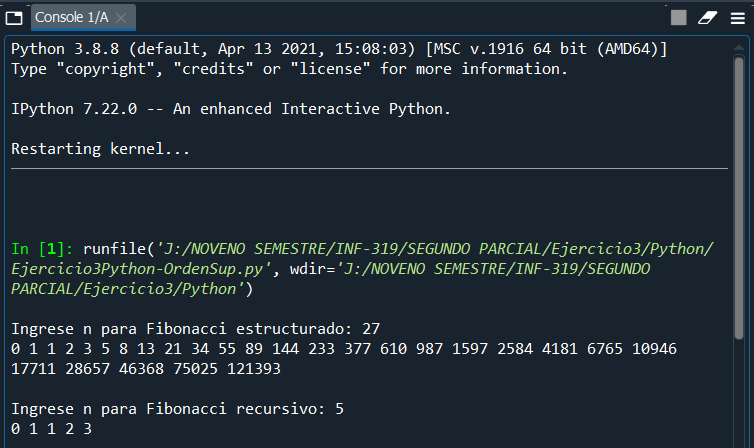 Console 1/A
Python 3.8.8 (default, Apr 13 2021, 15:08:03) [MSC v.1916 64 bit (AMD64)]
Type "copyright", "credits" or "license" for more information.
IPython 7.22.0 -- An enhanced Interactive Python.
Restarting kernel...
In [1]: runfile('J:/NOVENO SEMESTRE/INF-319/SEGUNDO PARCIAL/Ejercicio3/Python/
Ejercicio3Python-OrdenSup.py', wdir='J:/NOVENO SEMESTRE/INF-319/SEGUNDO
PARCIAL/Ejercicio3/Python')
Ingrese n para Fibonacci estructurado: 27
0 1 1 2 3 5 8 13 21 34 55 89 144 233 377 610 987 1597 2584 4181 6765 10946
17711 28657 46368 75025 121393
Ingrese n para Fibonacci recursivo: 5
0 1 1 2 3